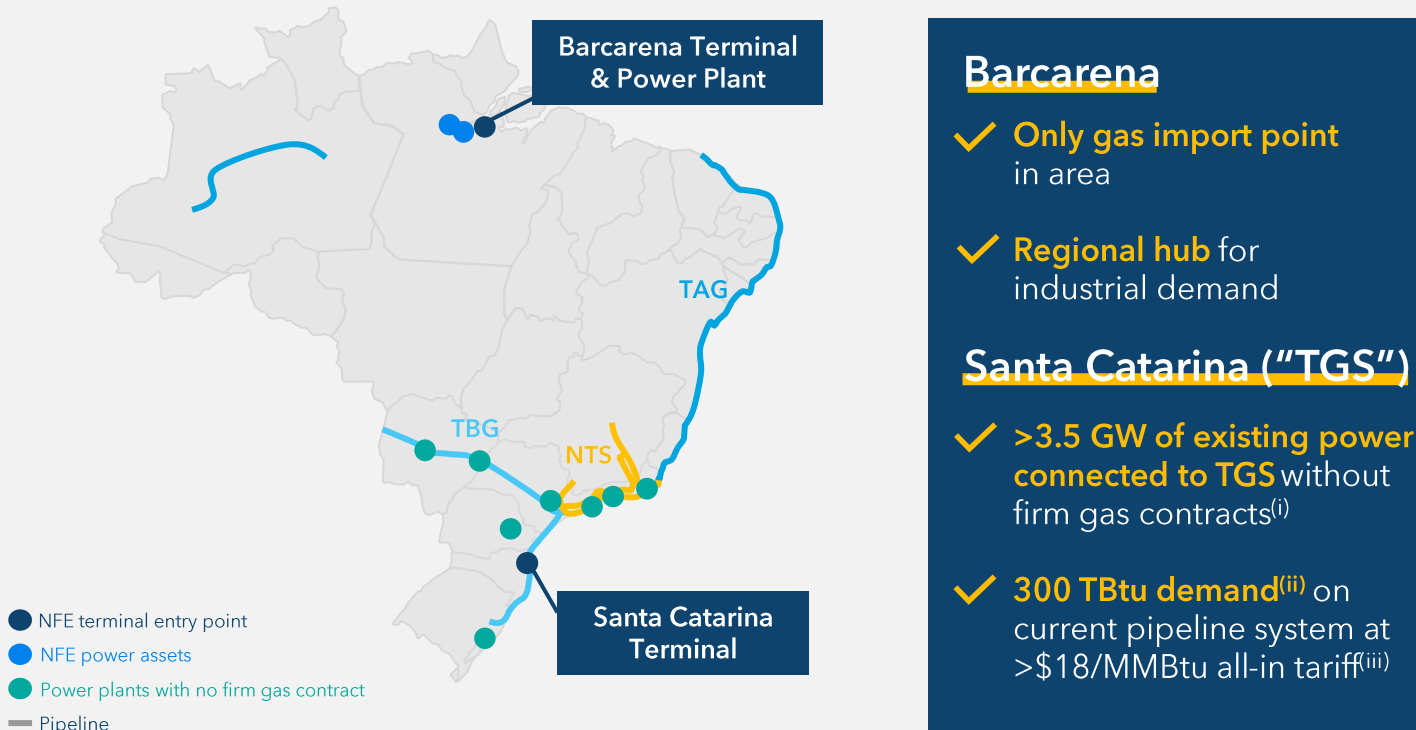 Barcarena Terminal
& Power Plant
TAG
TBG
NTS
Santa Catarina
Terminal
NFE terminal entry point
NFE power assets
Power plants with no firm gas contract
Pipeline
Barcarena
Only gas import point
in area
Regional hub for
industrial demand
Santa Catarina (“TGS”)
>3.5 GW of existing power
connected to TGS without
firm gas contracts(i)
300 TBtu demand(ii) on
current pipeline system at
>$18/MMBtu all-in tariff(iii)